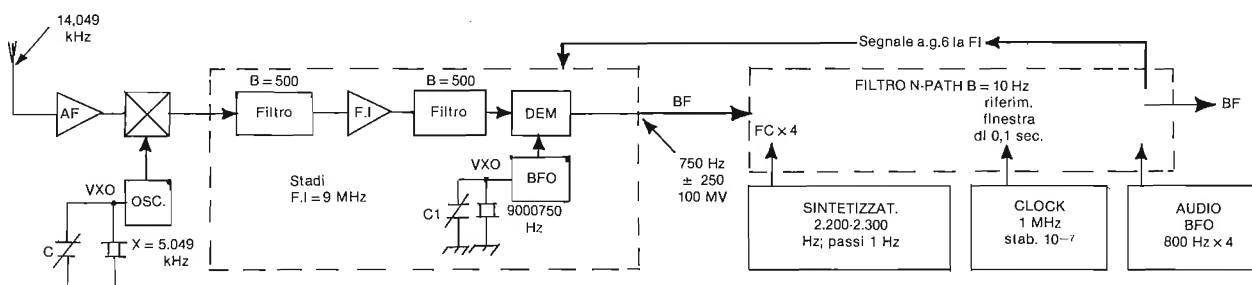 14,049
kHz
AF
VXO
OSC.
C
X = 5.049
kHz
B = 500
Filtro
F.I
B = 500
Filtro
DEM
VXO
BFO
C1
9000750
Hz
Stadi
F.I = 9 MHz
BF
750 Hz
± 250
100 MV
Segnale a.g.6 la FI
FILTRO N-PATH B = 10 Hz
riferim.
finestra
di 0,1 sec.
FC × 4
BF
SINTETIZZAT.
2.200-2.300
Hz; passi 1 Hz
CLOCK
1 MHz
stab. 10⁻⁷
AUDIO
BFO
800 Hz × 4